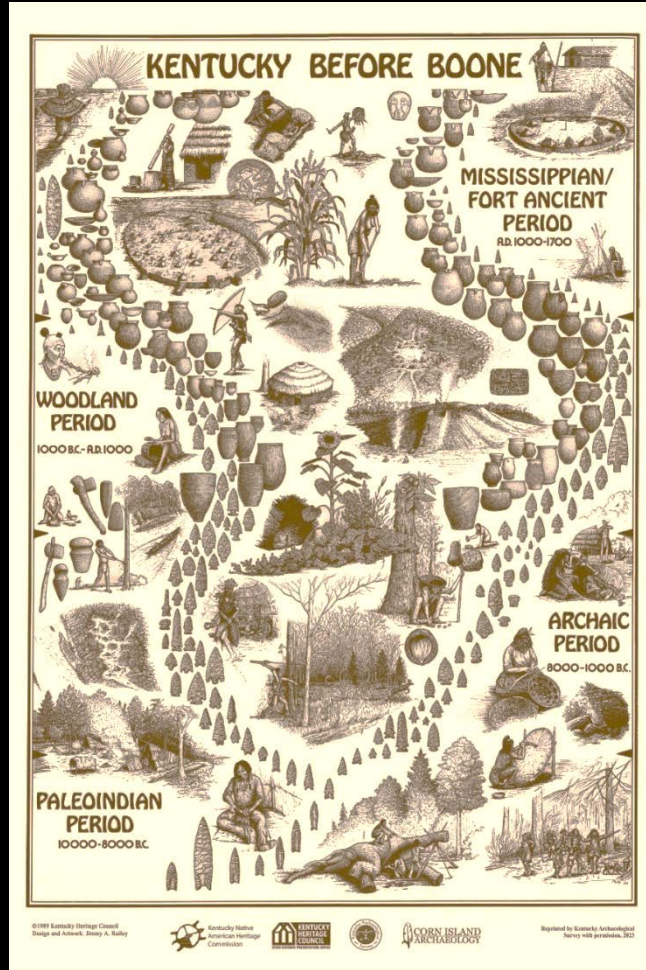 KENTUCKY BEFORE BOONE
MISSISSIPPIAN/
FORT ANCIENT
PERIOD
A.D. 1000-1700
WOODLAND
PERIOD
1000 B.C.- A.D. 1000
ARCHAIC
PERIOD
8000-1000 B.C.
PALEOINDIAN
PERIOD
10000-8000 B.C.
©1989 Kentucky Heritage Council
Design and Artwork: Jimmy A. Railey
Kentucky Native
American Heritage
Commission
KENTUCKY
HERITAGE
COUNCIL
CORN ISLAND
ARCHAEOLOGY
Reprinted by Kentucky Archaeological
Survey with permission, 2023